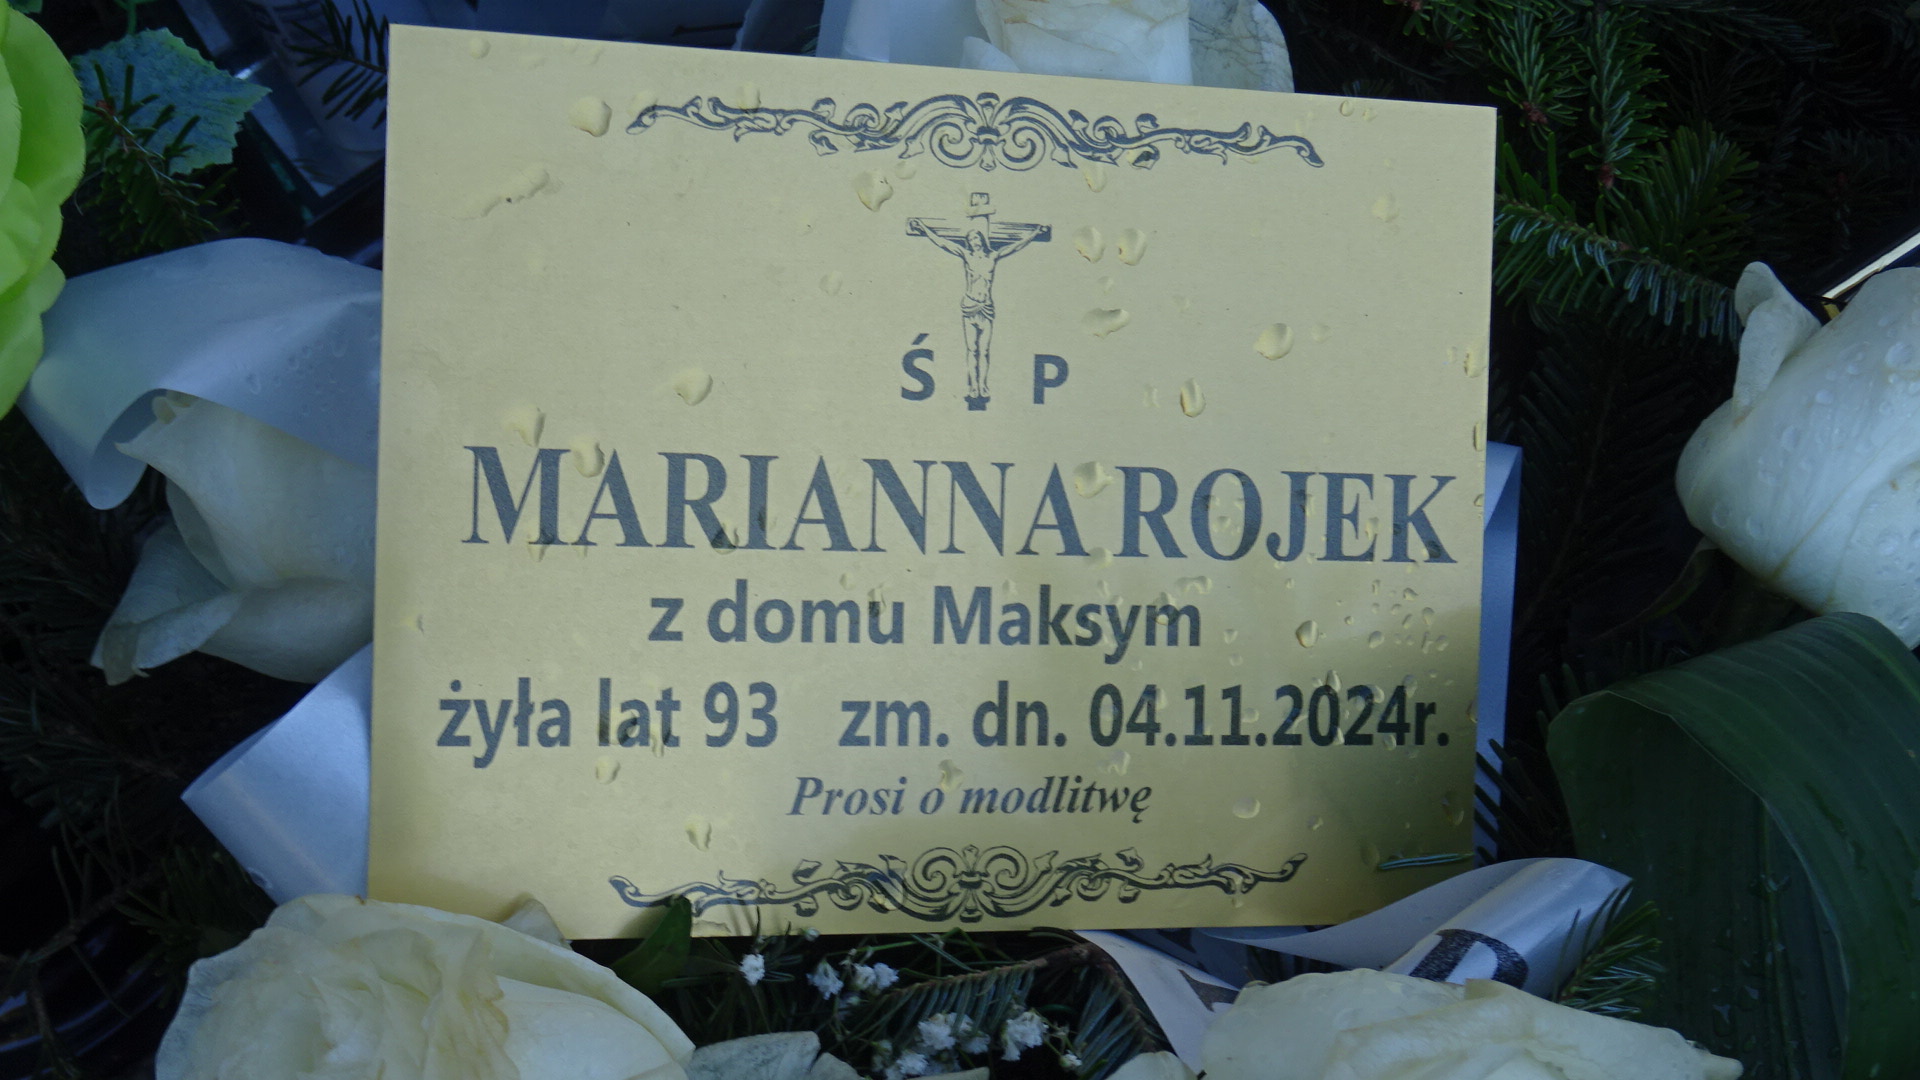 Ś P
MARIANNA ROJEK
z domu Maksym
żyła lat 93 zm. dn. 04.11.2024r.
Prosi o modlitwę